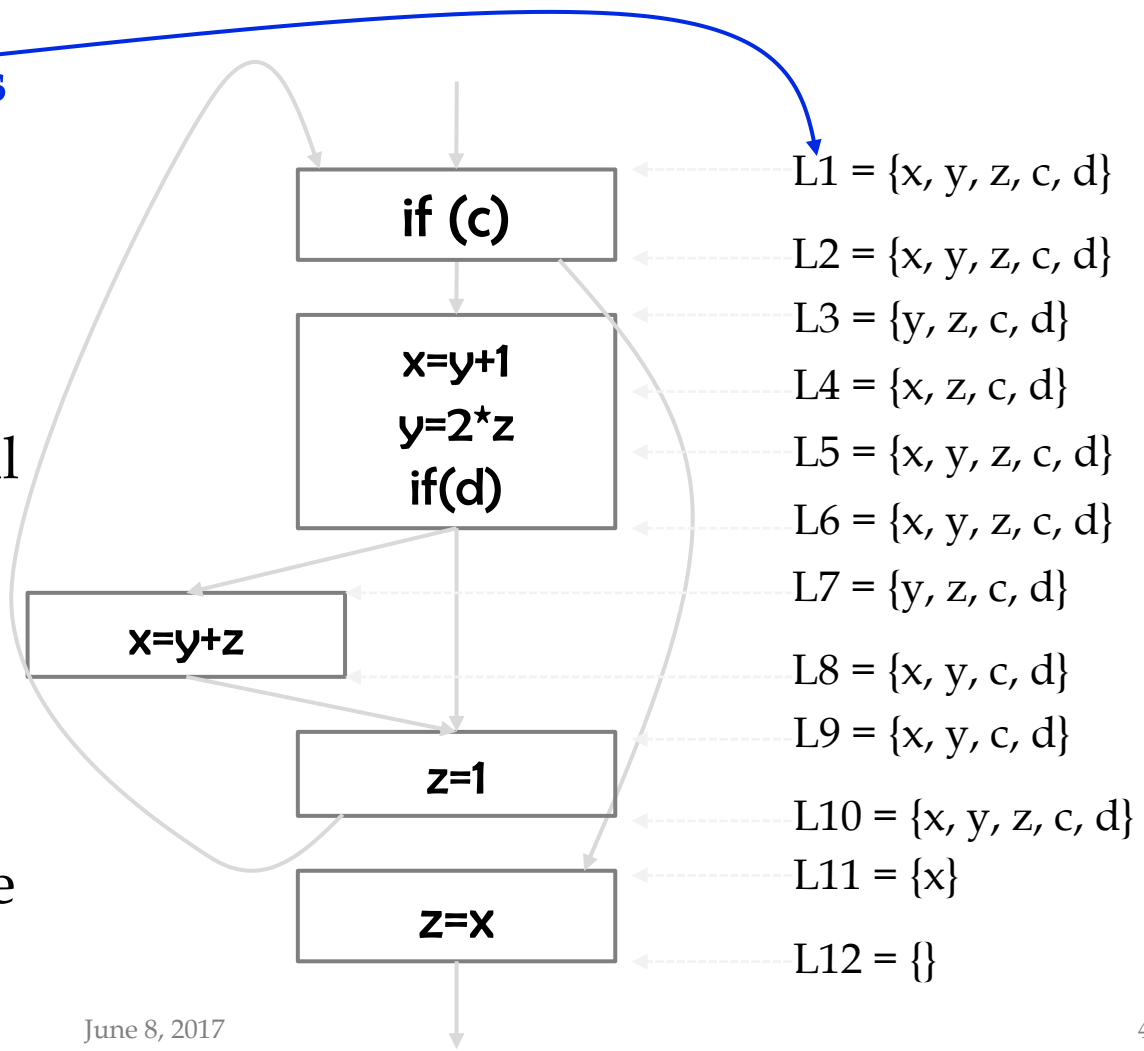 s
if (c)
x=y+1
y=2*z
if(d)
x=y+z
z=1
z=x
L1 = {x, y, z, c, d}
L2 = {x, y, z, c, d}
L3 = {y, z, c, d}
L4 = {x, z, c, d}
L5 = {x, y, z, c, d}
L6 = {x, y, z, c, d}
L7 = {y, z, c, d}
L8 = {x, y, c, d}
L9 = {x, y, c, d}
L10 = {x, y, z, c, d}
L11 = {x}
L12 = {}
l
e
June 8, 2017
4